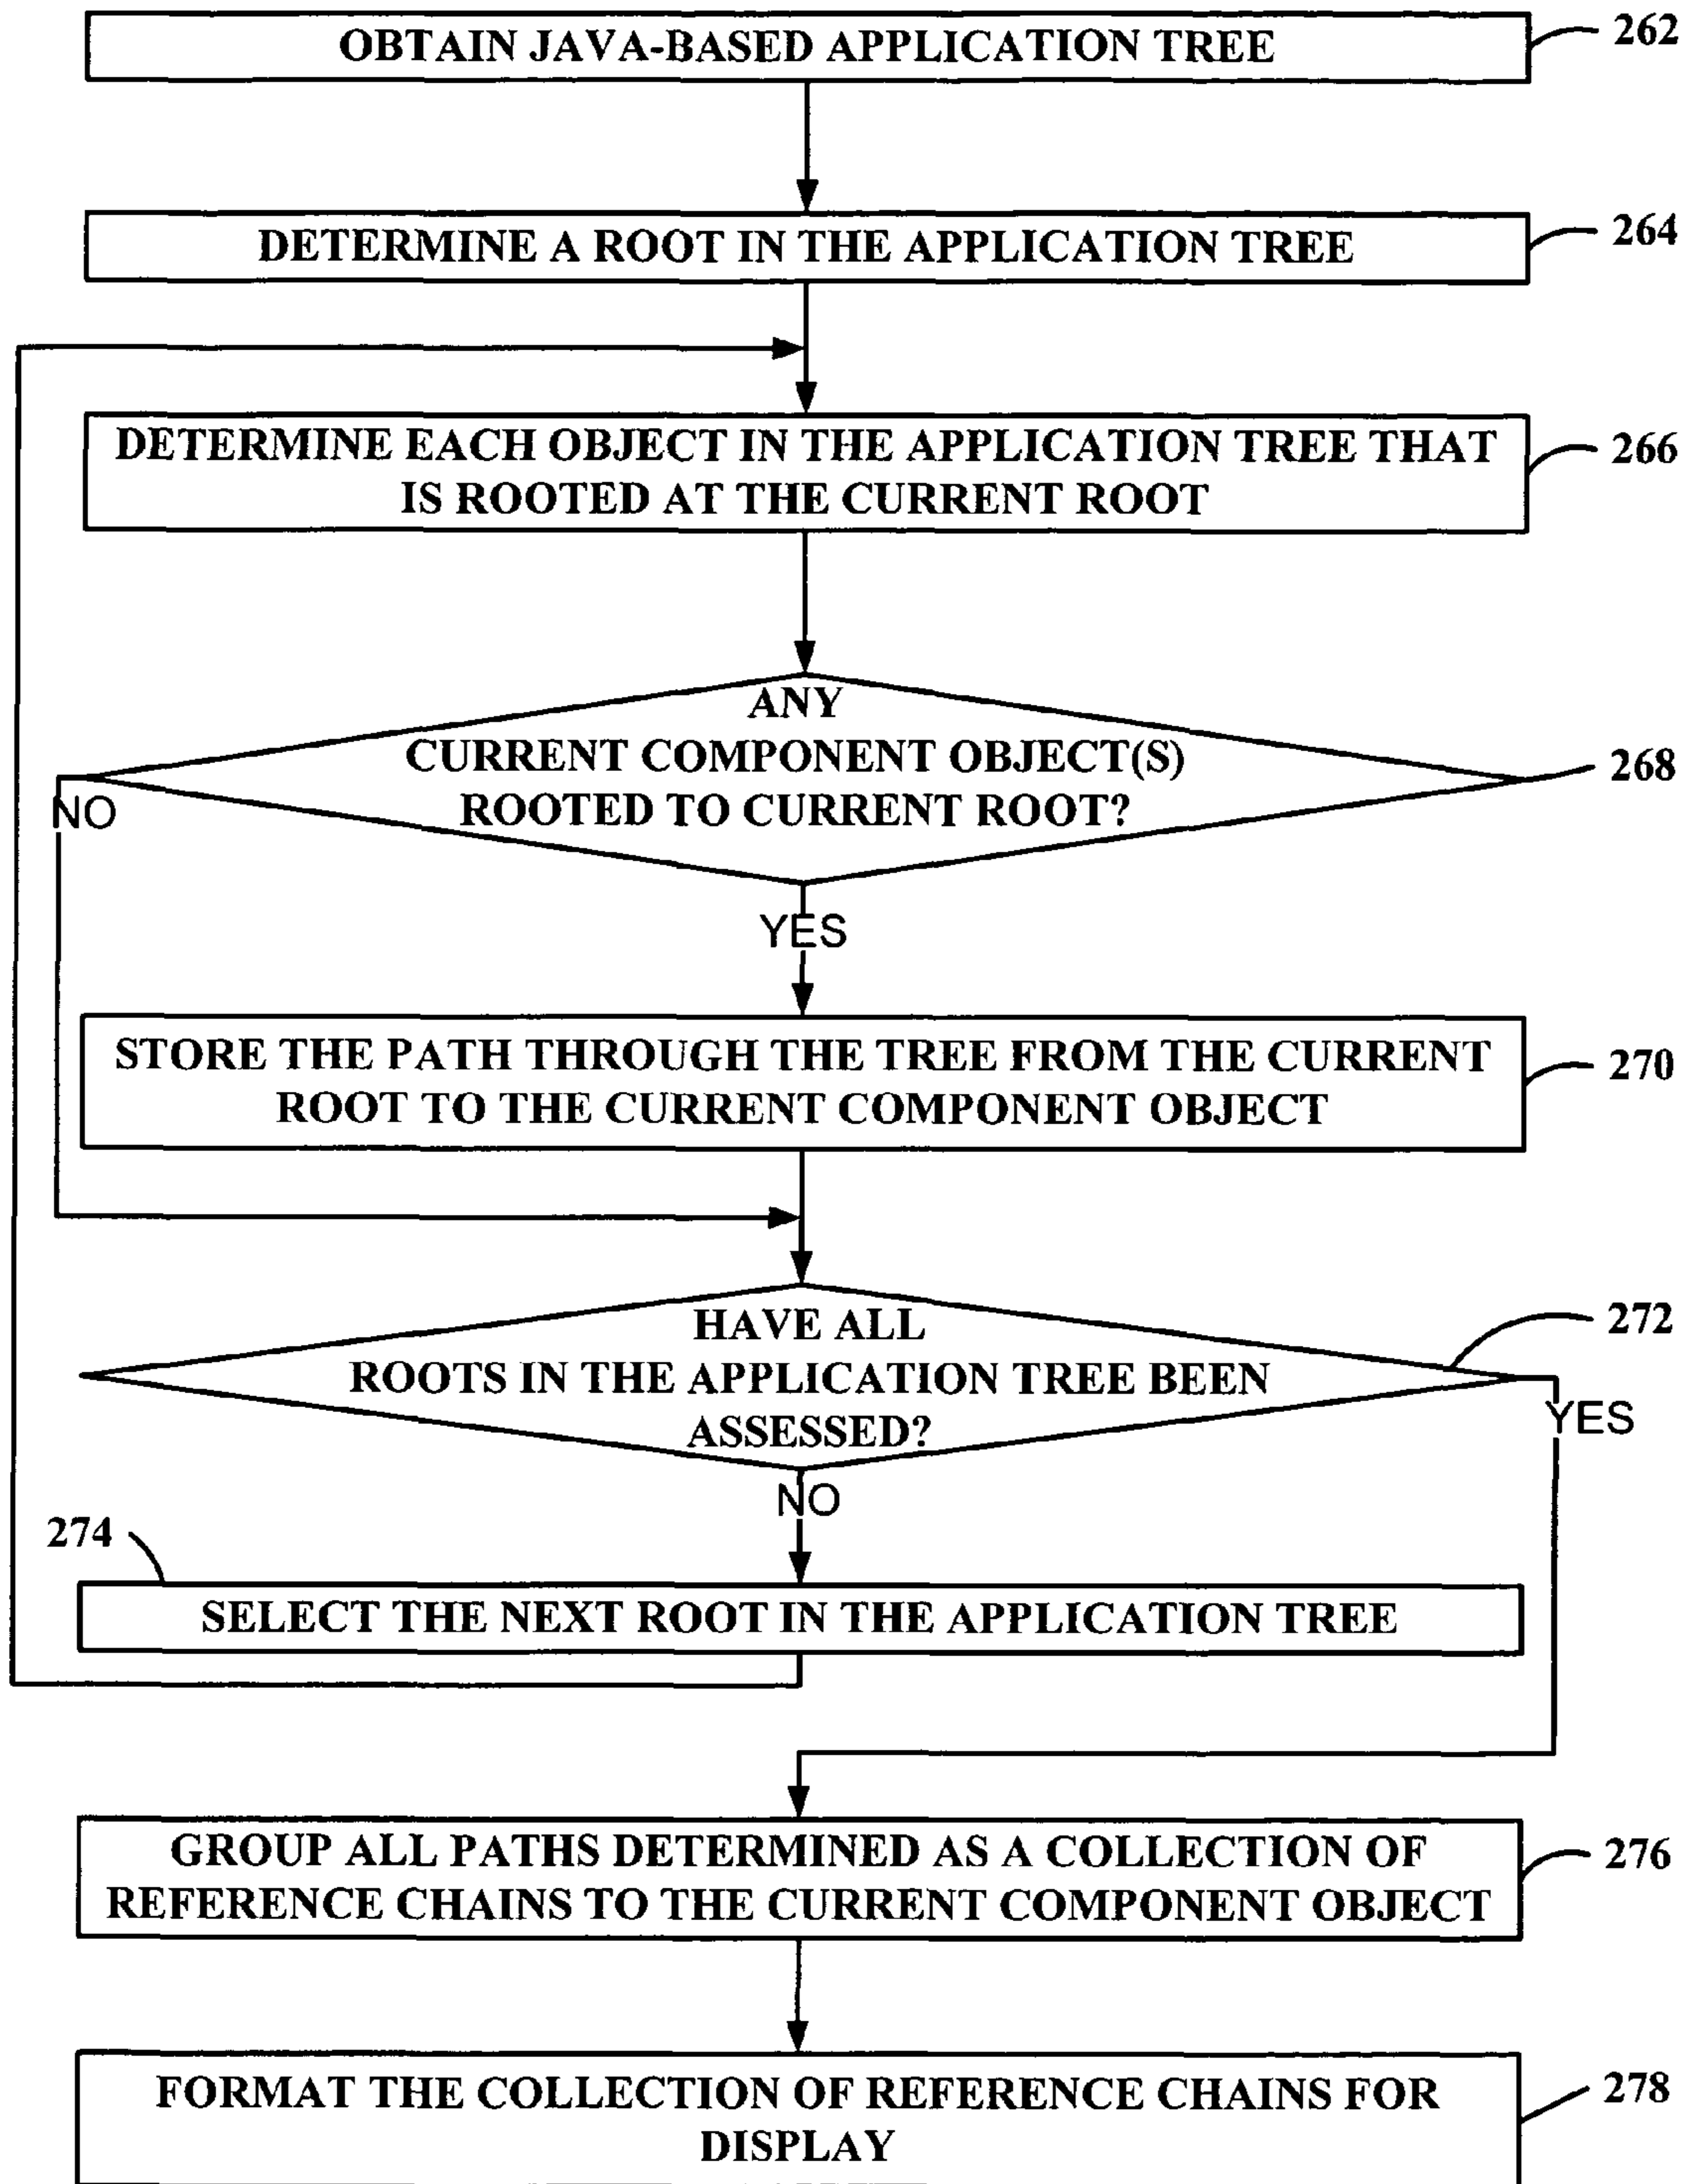 OBTAIN JAVA-BASED APPLICATION TREE
262
DETERMINE A ROOT IN THE APPLICATION TREE
264
DETERMINE EACH OBJECT IN THE APPLICATION TREE THAT
IS ROOTED AT THE CURRENT ROOT
266
ANY
CURRENT COMPONENT OBJECT(S)
ROOTED TO CURRENT ROOT?
268
NO
YES
STORE THE PATH THROUGH THE TREE FROM THE CURRENT
ROOT TO THE CURRENT COMPONENT OBJECT
270
HAVE ALL
ROOTS IN THE APPLICATION TREE BEEN
ASSESSED?
272
YES
NO
274
SELECT THE NEXT ROOT IN THE APPLICATION TREE
GROUP ALL PATHS DETERMINED AS A COLLECTION OF
REFERENCE CHAINS TO THE CURRENT COMPONENT OBJECT
276
FORMAT THE COLLECTION OF REFERENCE CHAINS FOR
DISPLAY
278